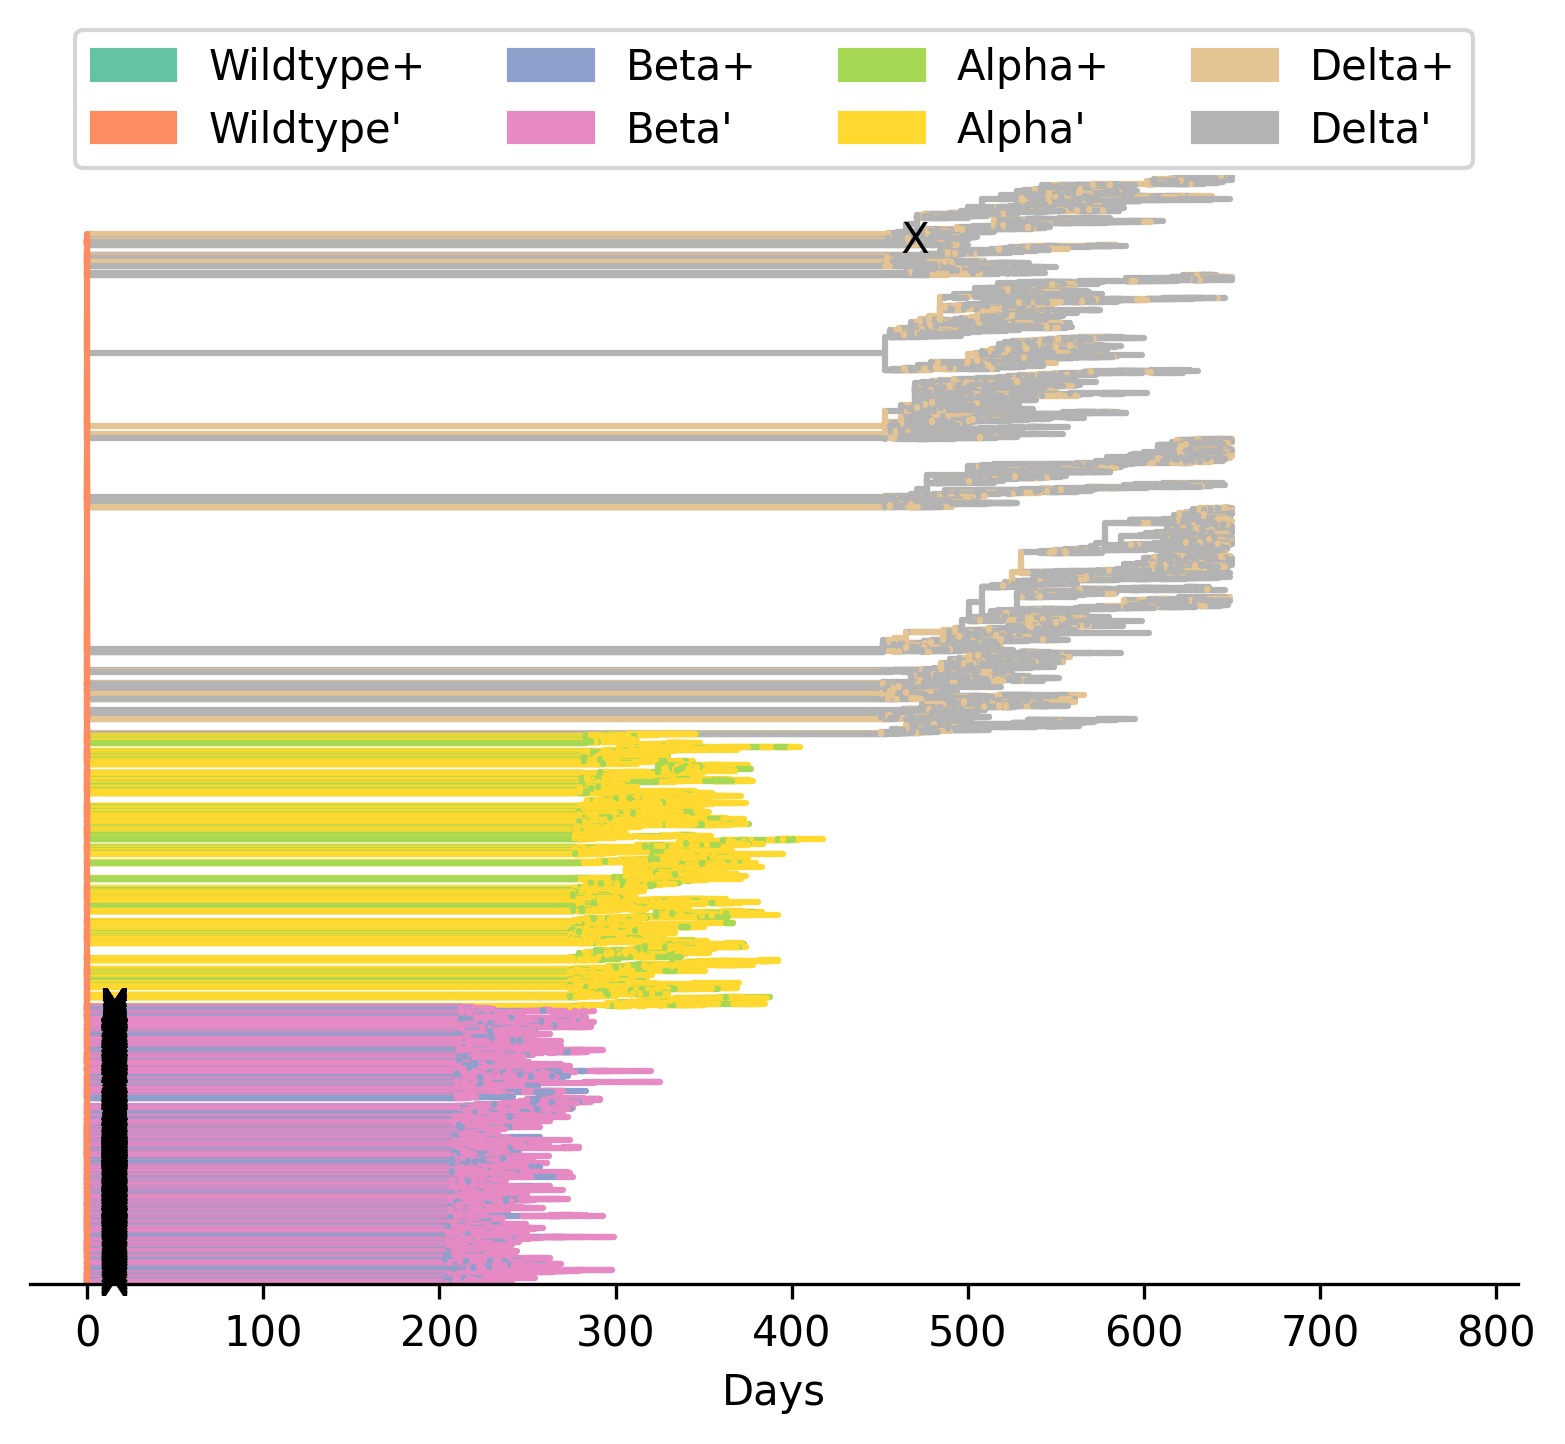 Wildtype+ Beta+ Alpha+ Delta+
Wildtype' Beta' Alpha' Delta'
X
0 100 200 300 400 500 600 700 800
Days